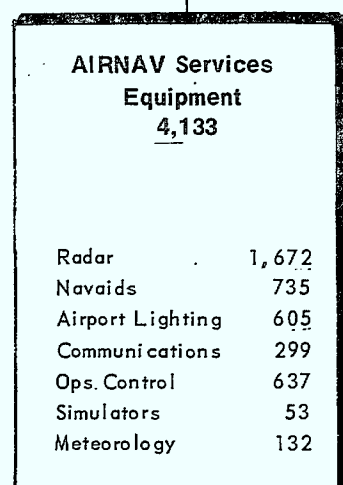 AIRNAV Services
Equipment
4,133
Radar 1,672
Navaids 735
Airport Lighting 605
Communications 299
Ops. Control 637
Simulators 53
Meteorology 132